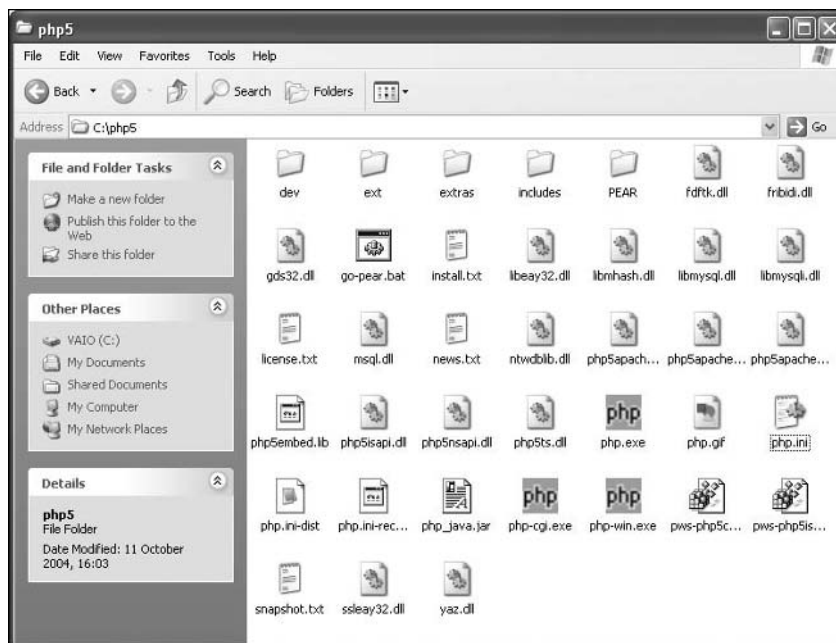 php5
File Edit View Favorites Tools Help
Back Search Folders
Address C:\php5 Go
File and Folder Tasks
Make a new folder
Publish this folder to the
Web
Share this folder
Other Places
VAIO (C:)
My Documents
Shared Documents
My Computer
My Network Places
Details
php5
File Folder
Date Modified: 11 October
2004, 16:03
dev ext extras includes PEAR fdftk.dll fribidi.dll
gds32.dll go-pear.bat install.txt libeay32.dll libmhash.dll libmysql.dll libmysqli.dll
license.txt msql.dll news.txt ntwdblib.dll php5apach... php5apache... php5apache...
php
php5embed.lib php5isapi.dll php5nsapi.dll php5ts.dll php.exe php.gif php.ini
php php
php.ini-dist php.ini-rec... php_java.jar php-cgi.exe php-win.exe pws-php5c... pws-php5is...
snapshot.txt ssleay32.dll yaz.dll